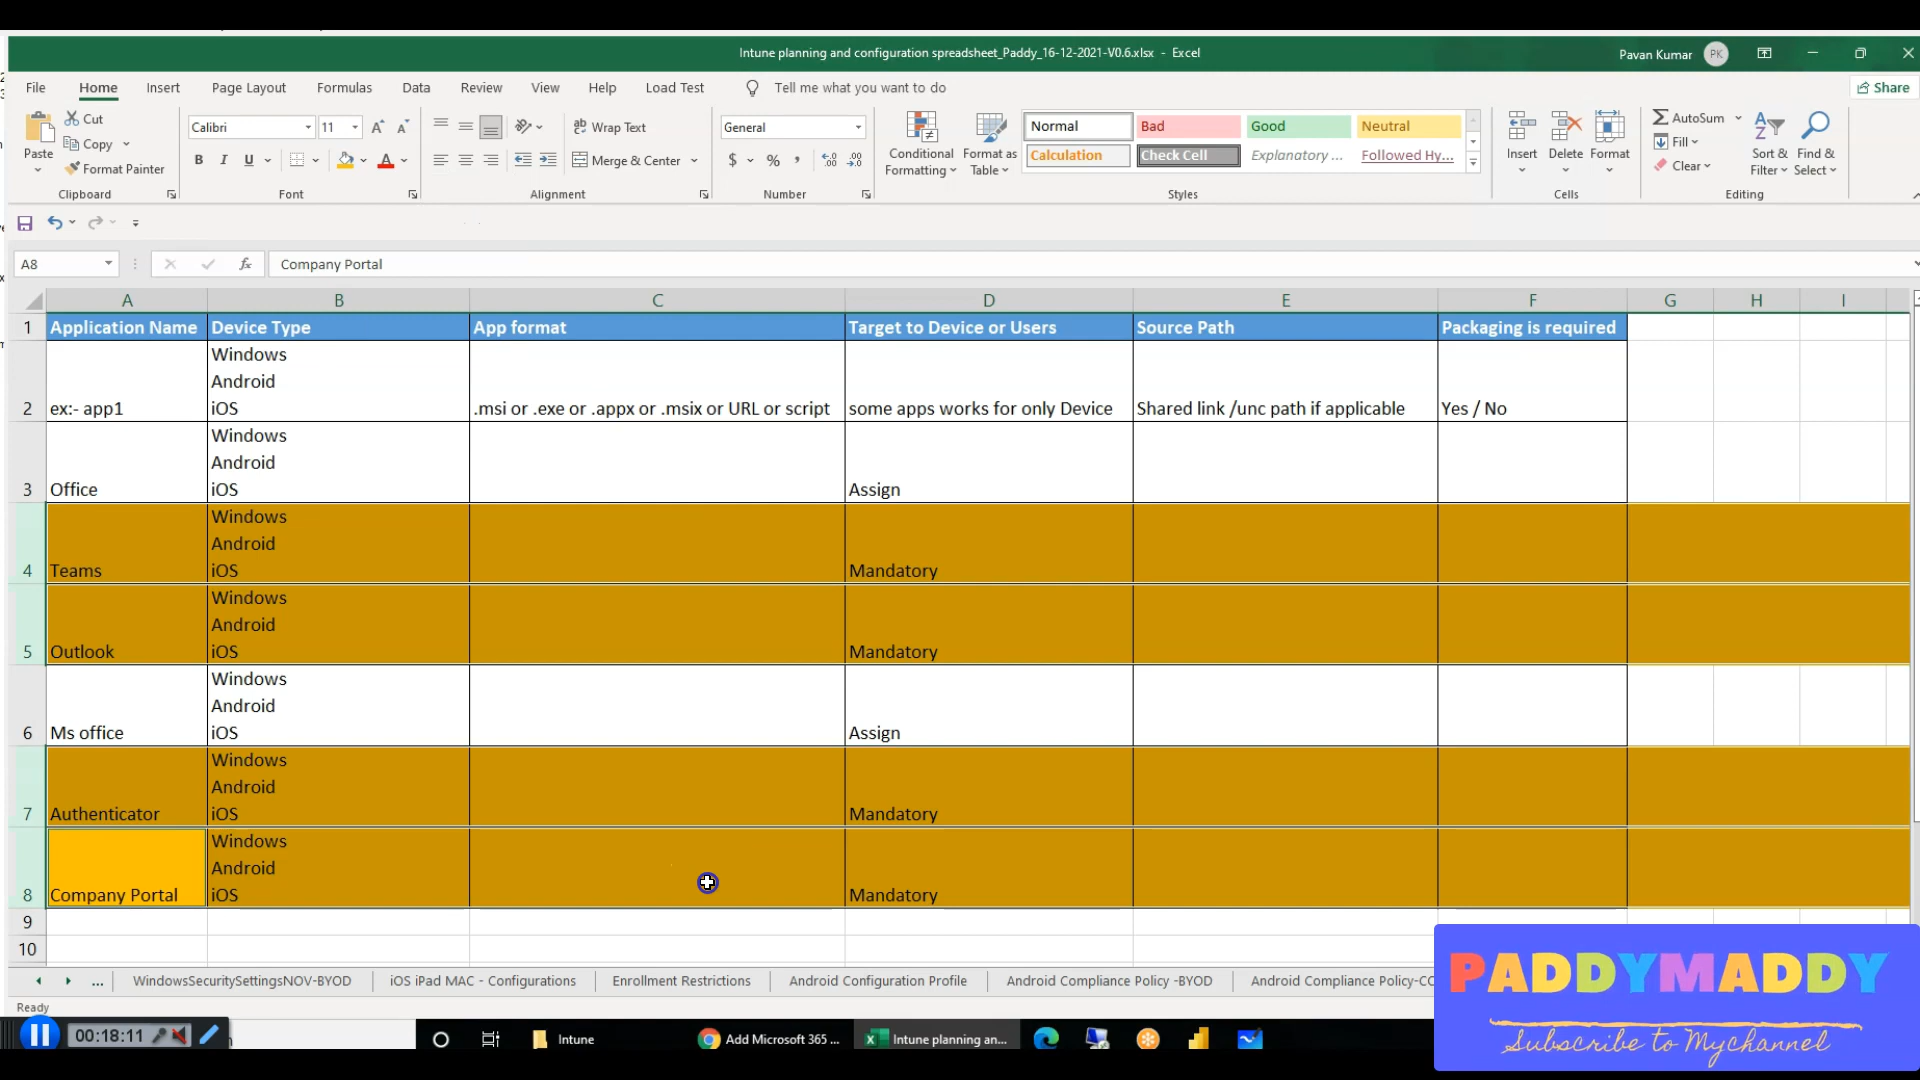 Intune planning and configuration spreadsheet_Paddy_16-12-2021-V0.6.xlsx - Excel
Pavan Kumar PK
File Home Insert Page Layout Formulas Data Review View Help Load Test Tell me what you want to do Share
Paste Cut Copy Format Painter Clipboard
Calibri 11 B I U A Font
Wrap Text Merge & Center Alignment
General $ % Number
Conditional Formatting Format as Table Normal Bad Good Neutral
Calculation Check Cell Explanatory ... Followed Hy... Styles
Insert Delete Format Cells
AutoSum Fill Clear Sort & Filter Find & Select Editing
A8 fx Company Portal
A B C D E F G H I
1 Application Name Device Type App format Target to Device or Users Source Path Packaging is required
Windows
Android
2 ex:- app1 iOS .msi or .exe or .appx or .msix or URL or script some apps works for only Device Shared link /unc path if applicable Yes / No
Windows
Android
3 Office iOS Assign
Windows
Android
4 Teams iOS Mandatory
Windows
Android
5 Outlook iOS Mandatory
Windows
Android
6 Ms office iOS Assign
Windows
Android
7 Authenticator iOS Mandatory
Windows
Android
8 Company Portal iOS Mandatory
9
10
... WindowsSecuritySettingsNOV-BYOD iOS iPad MAC - Configurations Enrollment Restrictions Android Configuration Profile Android Compliance Policy -BYOD Android Compliance Policy-CO
Ready
00:18:11 Intune Add Microsoft 365 ... Intune planning an...
PADDYMADDY
Subscribe to Mychannel